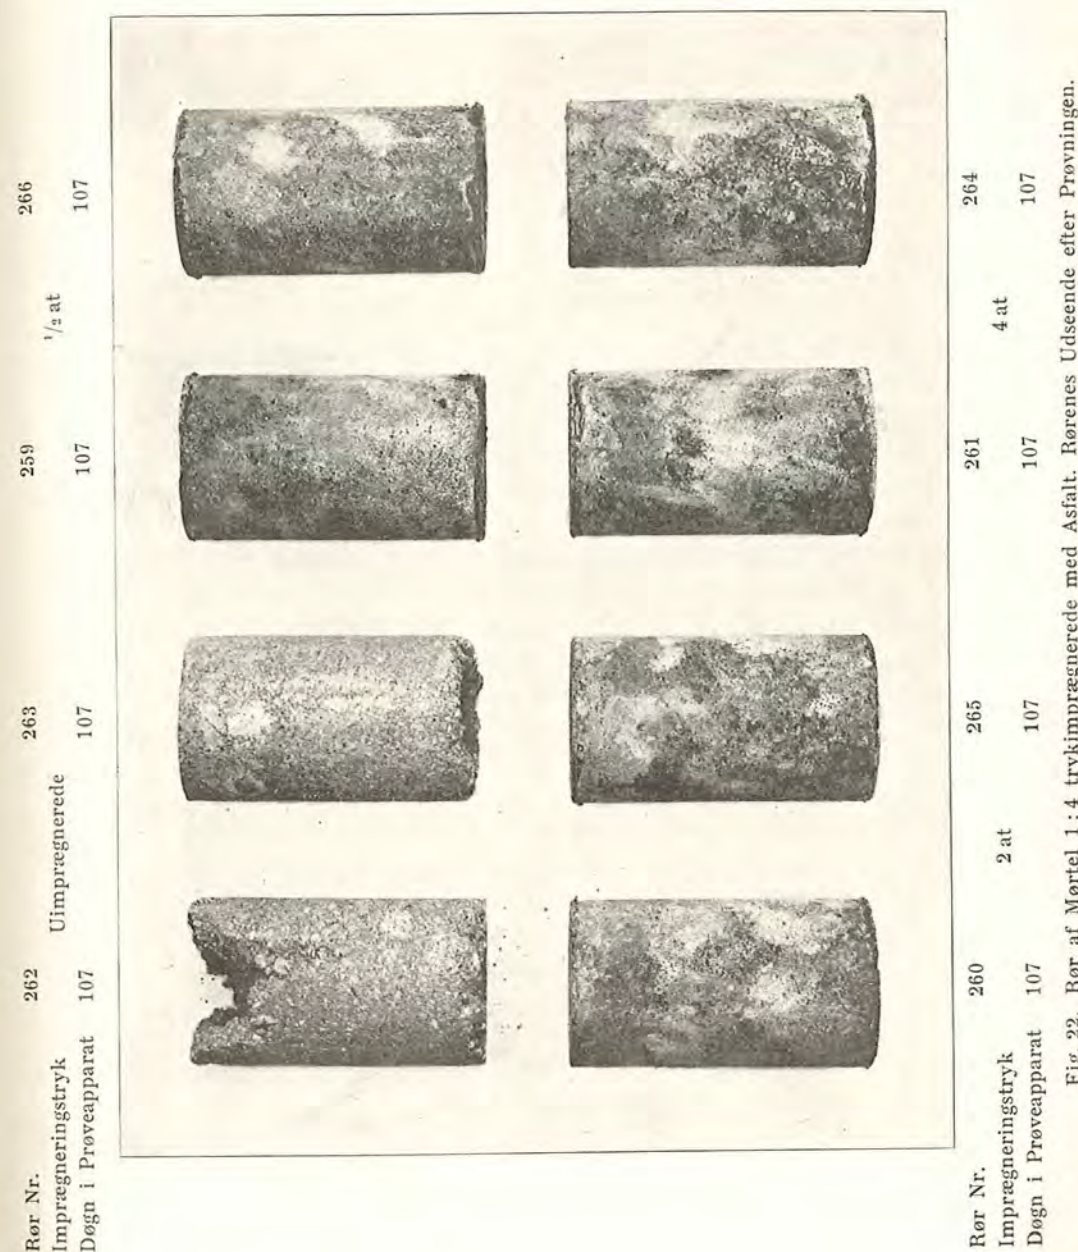 Rør Nr. 262 263 259 266
Imprægneringstryk Uimprægnerede 1/2 at
Døgn i Prøveapparat 107 107 107 107
Rør Nr. 260 265 261 264
Imprægneringstryk 2 at 4 at
Døgn i Prøveapparat 107 107 107 107
Fig. 22. Rør af Mørtel 1 : 4 trykimprægnerede med Asfalt. Rørenes Udseende efter Prøvningen.